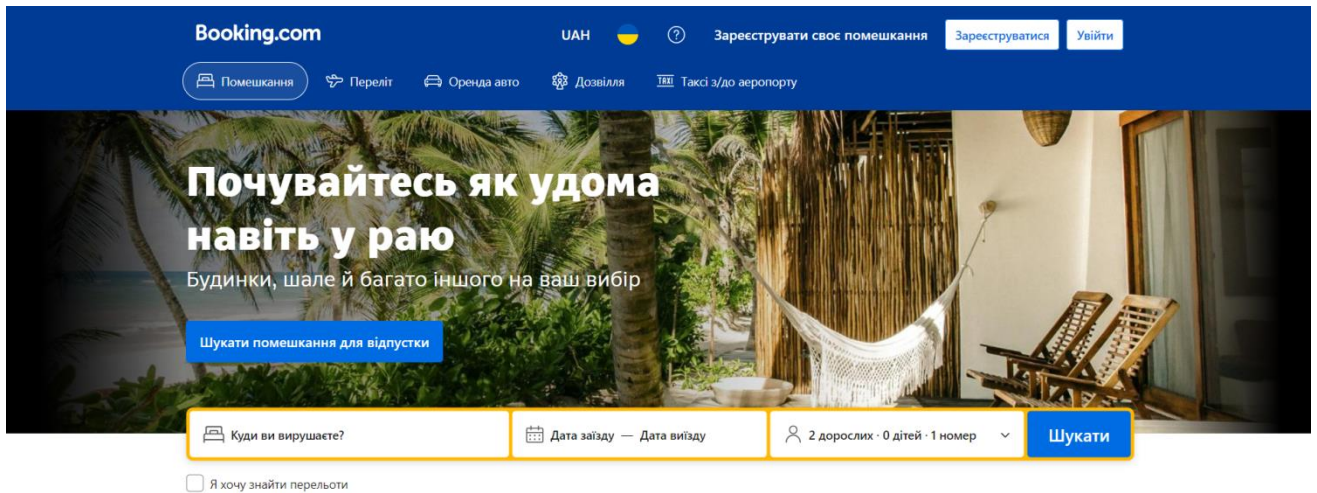 Booking.com
UAH
Зареєструвати своє помешкання
Зареєструватися
Увійти
Помешкання
Переліт
Оренда авто
Дозвілля
TAXI Таксі з/до аеропорту
Почувайтесь як удома
навіть у раю
Будинки, шале й багато іншого на ваш вибір
Шукати помешкання для відпустки
Куди ви вирушаєте?
Дата заїзду — Дата виїзду
2 дорослих · 0 дітей · 1 номер
Шукати
Я хочу знайти перельоти